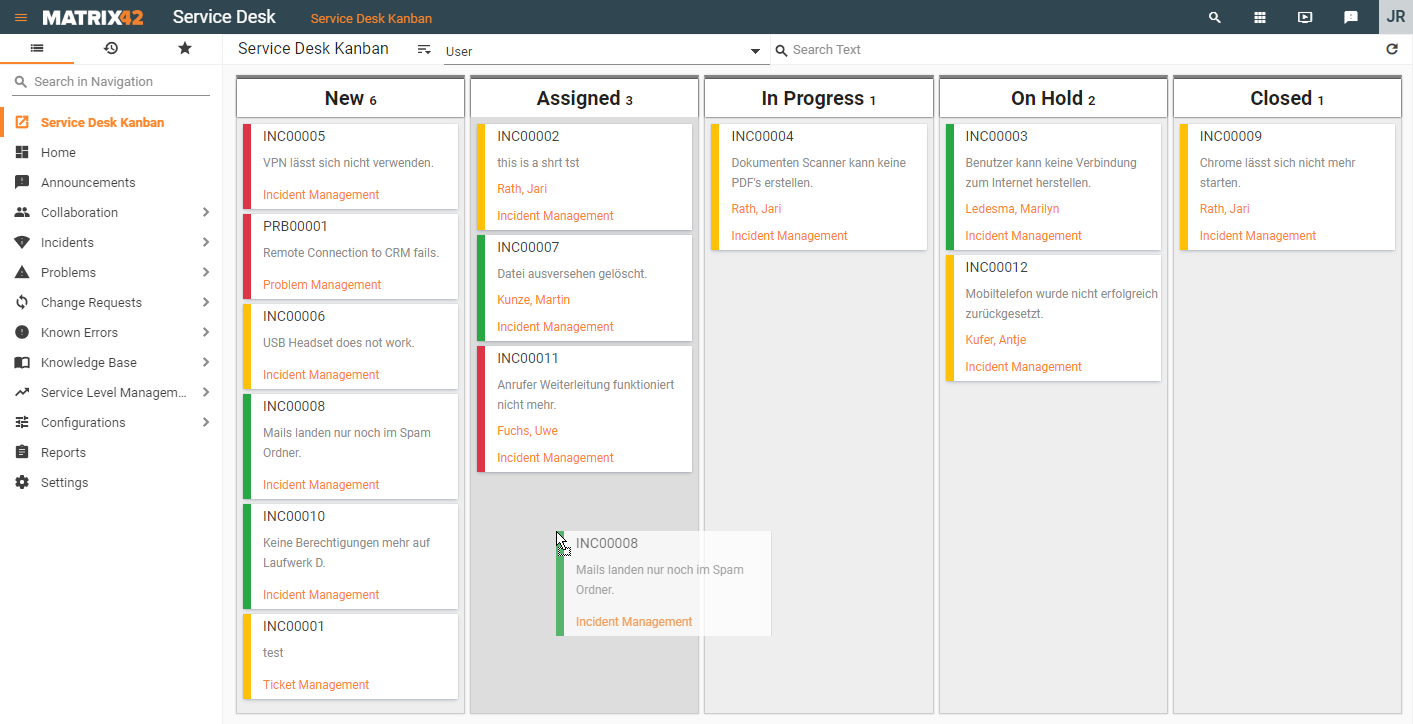 MATRIX42
Service Desk
Service Desk Kanban
JR
Service Desk Kanban
User
Search Text
Search in Navigation
Service Desk Kanban
Home
Announcements
Collaboration
Incidents
Problems
Change Requests
Known Errors
Knowledge Base
Service Level Managem...
Configurations
Reports
Settings
New 6
INC00005
VPN lässt sich nicht verwenden.
Incident Management
PRB00001
Remote Connection to CRM fails.
Problem Management
INC00006
USB Headset does not work.
Incident Management
INC00008
Mails landen nur noch im Spam
Ordner.
Incident Management
INC00010
Keine Berechtigungen mehr auf
Laufwerk D.
Incident Management
INC00001
test
Ticket Management
Assigned 3
INC00002
this is a shrt tst
Rath, Jari
Incident Management
INC00007
Datei ausversehen gelöscht.
Kunze, Martin
Incident Management
INC00011
Anrufer Weiterleitung funktioniert
nicht mehr.
Fuchs, Uwe
Incident Management
INC00008
Mails landen nur noch im Spam
Ordner.
Incident Management
In Progress 1
INC00004
Dokumenten Scanner kann keine
PDF's erstellen.
Rath, Jari
Incident Management
On Hold 2
INC00003
Benutzer kann keine Verbindung
zum Internet herstellen.
Ledesma, Marilyn
Incident Management
INC00012
Mobiltelefon wurde nicht erfolgreich
zurückgesetzt.
Kufer, Antje
Incident Management
Closed 1
INC00009
Chrome lässt sich nicht mehr
starten.
Rath, Jari
Incident Management